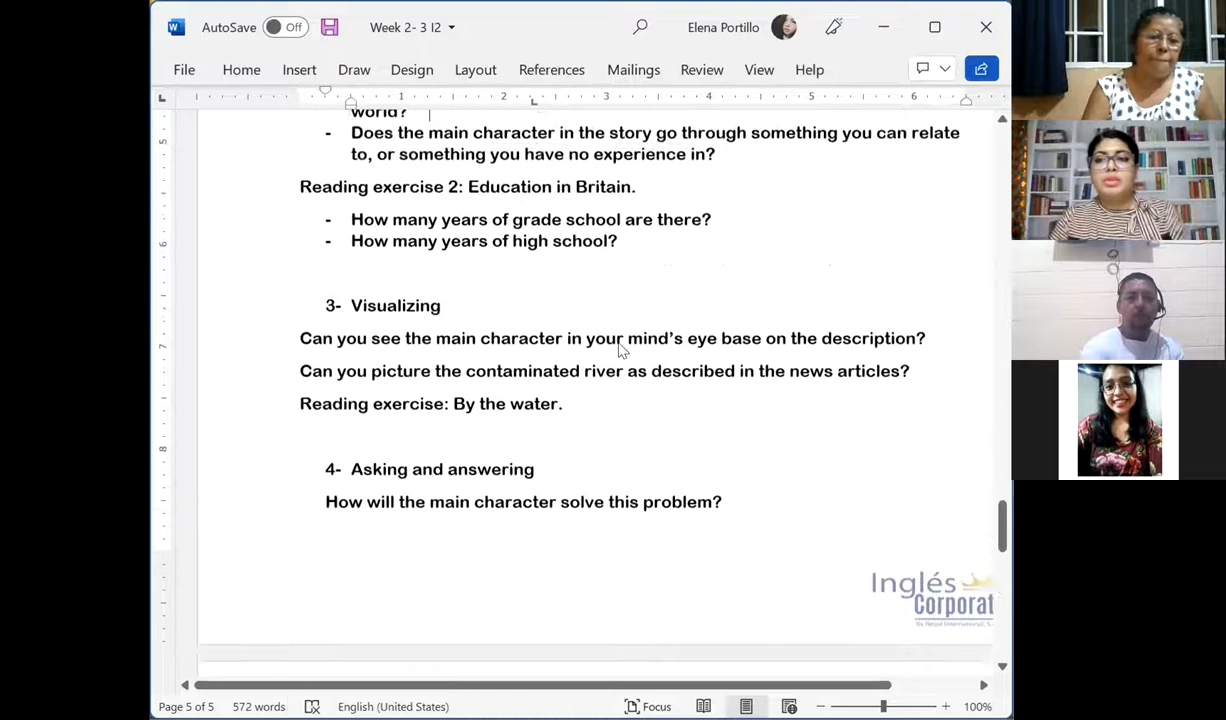 AutoSave Off Week 2- 3 I2 Elena Portillo
File Home Insert Draw Design Layout References Mailings Review View Help
1 2 3 4 5 6
world?
- Does the main character in the story go through something you can relate
to, or something you have no experience in?
Reading exercise 2: Education in Britain.
- How many years of grade school are there?
- How many years of high school?
3- Visualizing
Can you see the main character in your mind's eye base on the description?
Can you picture the contaminated river as described in the news articles?
Reading exercise: By the water.
4- Asking and answering
How will the main character solve this problem?
Inglés
Corporat
Page 5 of 5 572 words English (United States) Focus 100%